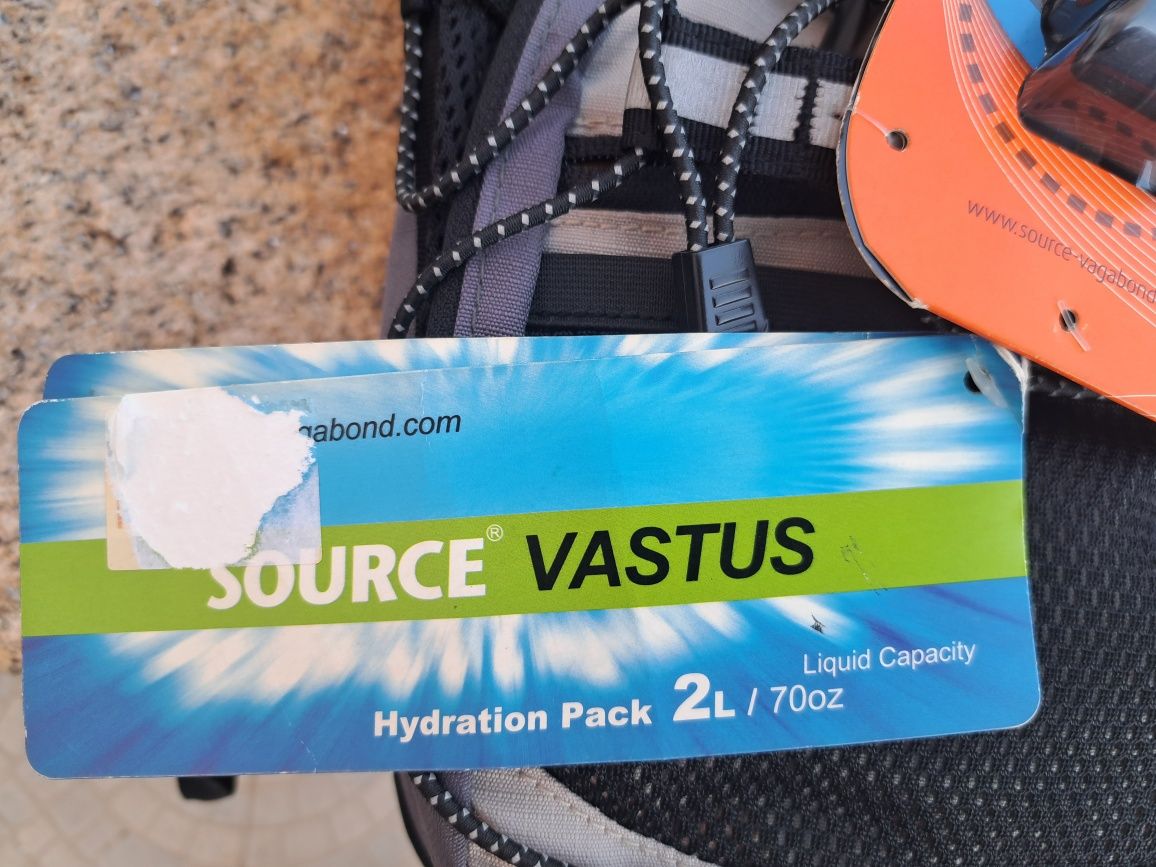 www.source-vagabond
gabond.com
SOURCE® VASTUS
Liquid Capacity
Hydration Pack 2L / 70oz